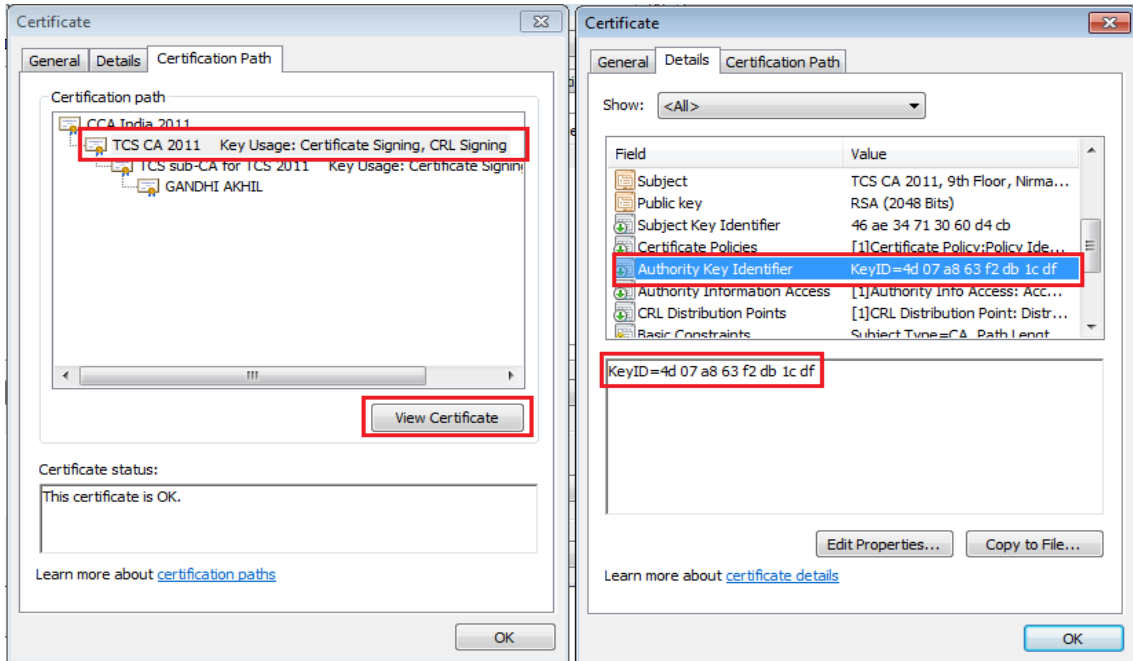 Certificate
General Details Certification Path
Certification path
CCA India 2011
TCS CA 2011 Key Usage: Certificate Signing, CRL Signing
TCS sub-CA for TCS 2011 Key Usage: Certificate Signin
GANDHI AKHIL
View Certificate
Certificate status:
This certificate is OK.
Learn more about certification paths
OK
Certificate
General Details Certification Path
Show: <All>
Field Value
Subject TCS CA 2011, 9th Floor, Nirma...
Public key RSA (2048 Bits)
Subject Key Identifier 46 ae 34 71 30 60 d4 cb
Certificate Policies [1]Certificate Policy:Policy Ide...
Authority Key Identifier KeyID=4d 07 a8 63 f2 db 1c df
Authority Information Access [1]Authority Info Access: Acc...
CRL Distribution Points [1]CRL Distribution Point: Distr...
Basic Constraints Subject Type=CA, Path Lengt
KeyID=4d 07 a8 63 f2 db 1c df
Edit Properties... Copy to File...
Learn more about certificate details
OK